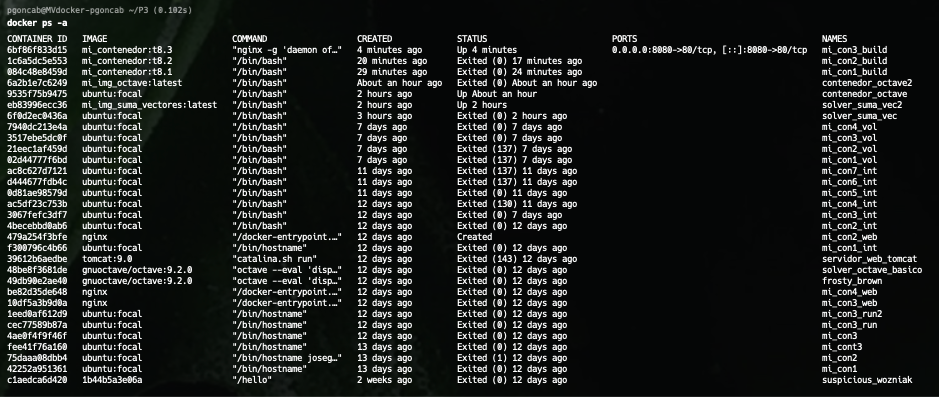 pgoncab@MVdocker-pgoncab ~/P3 (0.102s)
docker ps -a
CONTAINER ID IMAGE COMMAND CREATED STATUS PORTS NAMES
6bf86f833d15 mi_contenedor:t8.3 "nginx -g 'daemon of…" 4 minutes ago Up 4 minutes 0.0.0.0:8080->80/tcp, [::]:8080->80/tcp mi_con3_build
1c6a5dc5e553 mi_contenedor:t8.2 "/bin/bash" 20 minutes ago Exited (0) 17 minutes ago mi_con2_build
084c48e8459d mi_contenedor:t8.1 "/bin/bash" 29 minutes ago Exited (0) 24 minutes ago mi_con1_build
6a2b1e7c6249 mi_img_octave:latest "/bin/bash" About an hour ago Exited (0) About an hour ago contenedor_octave2
9535f75b9475 ubuntu:focal "/bin/bash" 2 hours ago Up About an hour contenedor_octave
eb83996ecc36 mi_img_suma_vectores:latest "/bin/bash" 2 hours ago Up 2 hours solver_suma_vec2
6f0d2ec0436a ubuntu:focal "/bin/bash" 3 hours ago Exited (0) 2 hours ago solver_suma_vec
7940dc213e4a ubuntu:focal "/bin/bash" 7 days ago Exited (0) 7 days ago mi_con4_vol
3517ebe5dc0f ubuntu:focal "/bin/bash" 7 days ago Exited (0) 7 days ago mi_con3_vol
21eec1af459d ubuntu:focal "/bin/bash" 7 days ago Exited (137) 7 days ago mi_con2_vol
02d44777f6bd ubuntu:focal "/bin/bash" 7 days ago Exited (137) 7 days ago mi_con1_vol
ac8c627d7121 ubuntu:focal "/bin/bash" 11 days ago Exited (137) 11 days ago mi_con7_int
d444677fdb4c ubuntu:focal "/bin/bash" 11 days ago Exited (137) 11 days ago mi_con6_int
0d81ae98579d ubuntu:focal "/bin/bash" 11 days ago Exited (0) 11 days ago mi_con5_int
ac5df23c753b ubuntu:focal "/bin/bash" 12 days ago Exited (130) 11 days ago mi_con4_int
3067fefc3df7 ubuntu:focal "/bin/bash" 12 days ago Exited (0) 7 days ago mi_con3_int
4becebbd0ab6 ubuntu:focal "/bin/bash" 12 days ago Exited (0) 12 days ago mi_con2_int
479a254f3bfe nginx "/docker-entrypoint.…" 12 days ago Created mi_con2_web
f300796c4b66 ubuntu:focal "/bin/hostname" 12 days ago Exited (0) 12 days ago mi_con1_int
39612b6aedbe tomcat:9.0 "catalina.sh run" 12 days ago Exited (143) 12 days ago servidor_web_tomcat
48be8f3681de gnuoctave/octave:9.2.0 "octave --eval 'disp…" 12 days ago Exited (0) 12 days ago solver_octave_basico
49db90e2ae40 gnuoctave/octave:9.2.0 "octave --eval 'disp…" 12 days ago Exited (0) 12 days ago frosty_brown
be82d35de648 nginx "/docker-entrypoint.…" 12 days ago Exited (0) 12 days ago mi_con4_web
10df5a3b9d0a nginx "/docker-entrypoint.…" 12 days ago Exited (0) 12 days ago mi_con3_web
1eed0af612d9 ubuntu:focal "/bin/hostname" 12 days ago Exited (0) 12 days ago mi_con3_run2
cec77589b87a ubuntu:focal "/bin/hostname" 12 days ago Exited (0) 12 days ago mi_con3_run
4ae0f4f9f46f ubuntu:focal "/bin/hostname" 12 days ago Exited (0) 12 days ago mi_con3
fee41f76a160 ubuntu:focal "/bin/hostname" 13 days ago Exited (0) 12 days ago mi_cont3
75daaa08dbb4 ubuntu:focal "/bin/hostname joseg…" 13 days ago Exited (1) 12 days ago mi_con2
42252a951361 ubuntu:focal "/bin/hostname" 13 days ago Exited (0) 12 days ago mi_con1
c1aedca6d420 1b44b5a3e06a "/hello" 2 weeks ago Exited (0) 12 days ago suspicious_wozniak